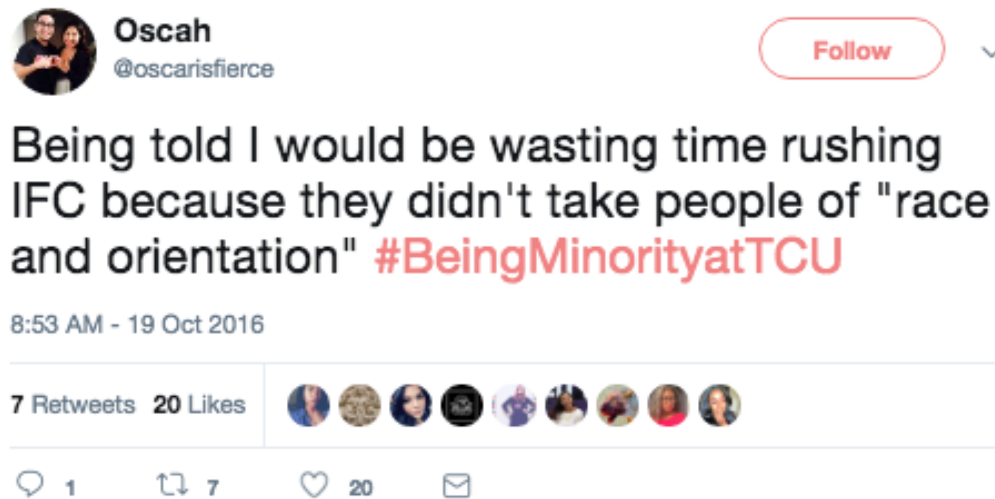 Oscah
@oscarisfierce
Follow
Being told I would be wasting time rushing
IFC because they didn't take people of "race
and orientation" #BeingMinorityatTCU
8:53 AM - 19 Oct 2016
7 Retweets 20 Likes
1 7 20